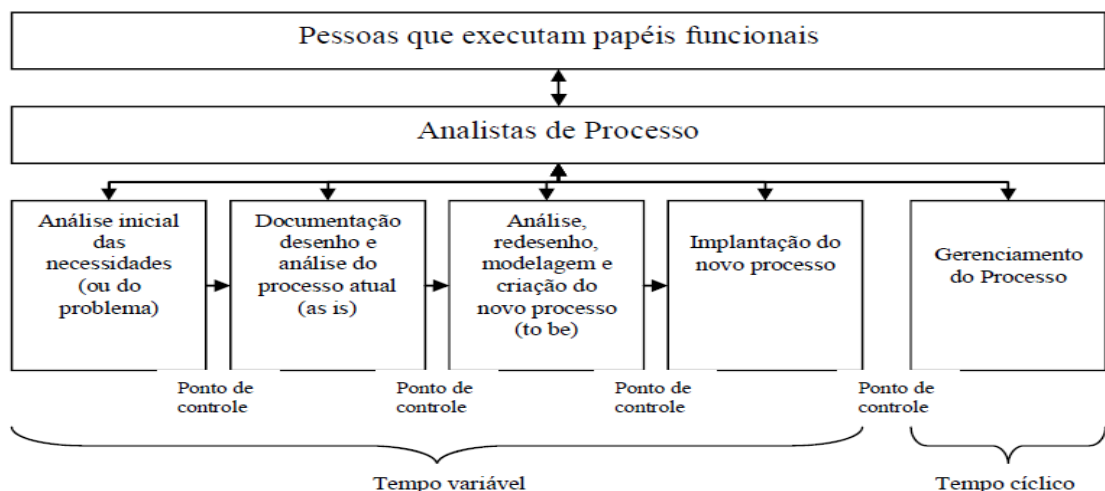 Pessoas que executam papéis funcionais
Analistas de Processo
Análise inicial
das
necessidades
(ou do
problema)
Documentação
desenho e
análise do
processo atual
(as is)
Análise,
redesenho,
modelagem e
criação do
novo processo
(to be)
Implantação do
novo processo
Gerenciamento
do Processo
Ponto de
controle
Ponto de
controle
Ponto de
controle
Ponto de
controle
Tempo variável
Tempo cíclico